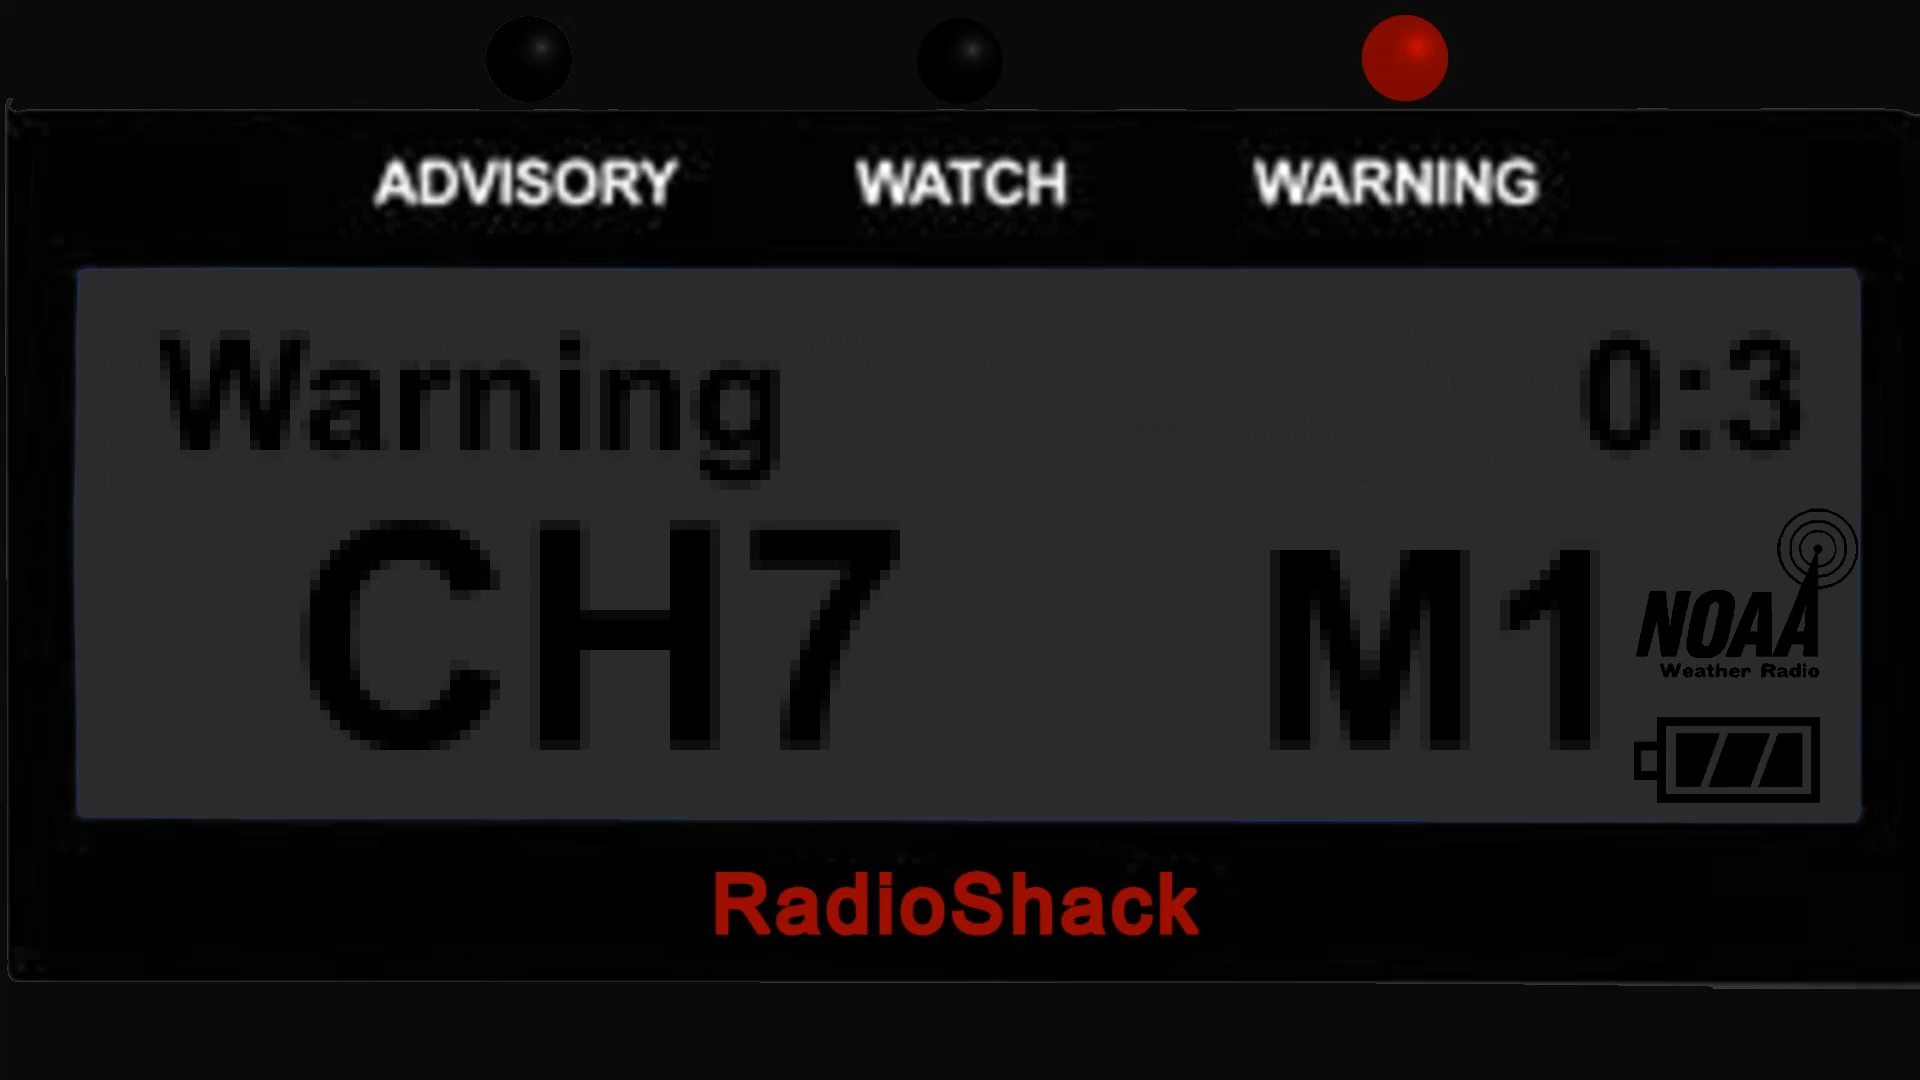 ADVISORY WATCH WARNING
Warning 0:3
CH7 M1
NOAA
Weather Radio
RadioShack